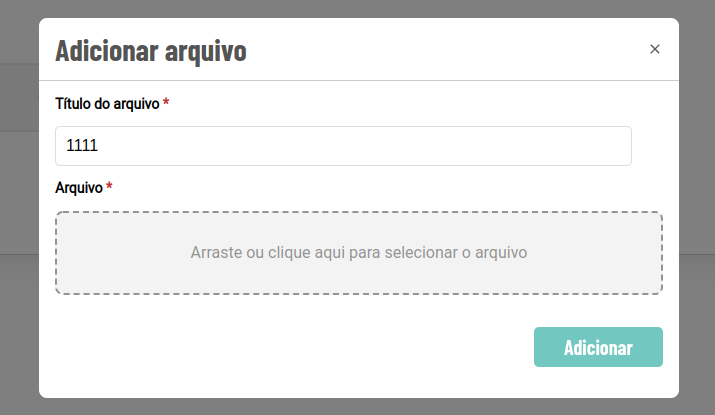 Adicionar arquivo
×
Título do arquivo *
1111
Arquivo *
Arraste ou clique aqui para selecionar o arquivo
Adicionar